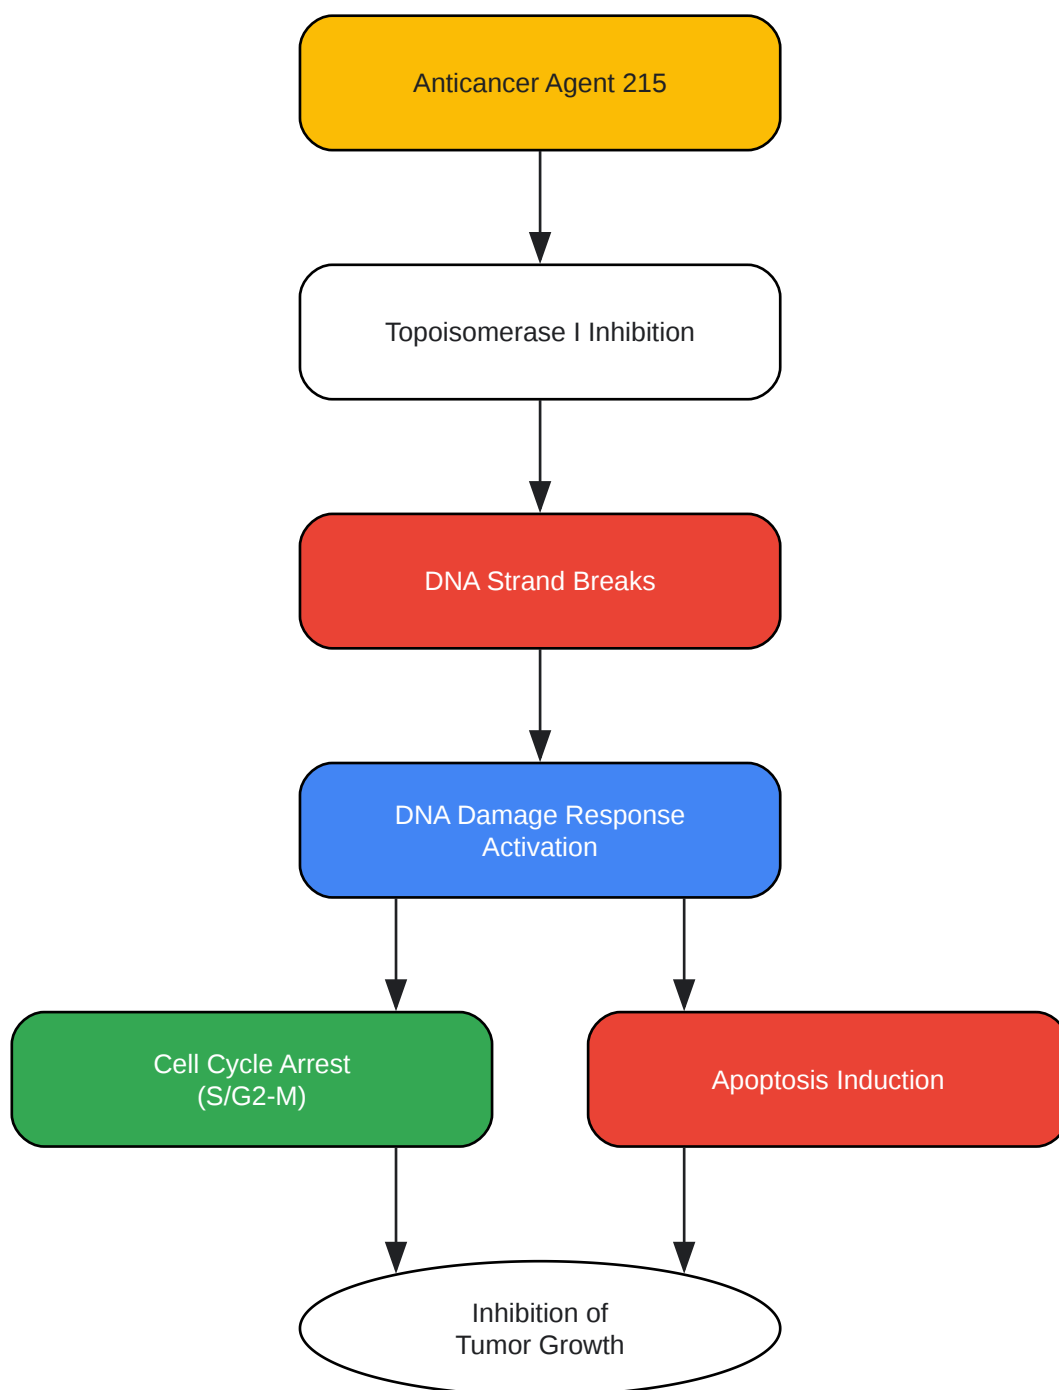 Anticancer Agent 215
Topoisomerase I Inhibition
DNA Strand Breaks
DNA Damage Response
Activation
Cell Cycle Arrest
(S/G2-M)
Apoptosis Induction
Inhibition of
Tumor Growth